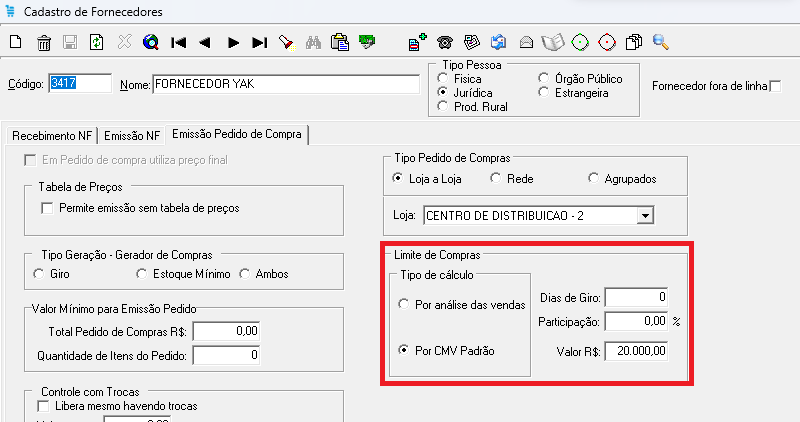 Cadastro de Fornecedores
Código: 3417
Nome: FORNECEDOR YAK
Tipo Pessoa
Fisica
Órgão Público
Jurídica
Estrangeira
Prod. Rural
Fornecedor fora de linha
Recebimento NF
Emissão NF
Emissão Pedido de Compra
Em Pedido de compra utiliza preço final
Tabela de Preços
Permite emissão sem tabela de preços
Tipo Geração - Gerador de Compras
Giro
Estoque Mínimo
Ambos
Valor Mínimo para Emissão Pedido
Total Pedido de Compras R$: 0,00
Quantidade de Itens do Pedido: 0
Controle com Trocas
Libera mesmo havendo trocas
Tipo Pedido de Compras
Loja a Loja
Rede
Agrupados
Loja: CENTRO DE DISTRIBUICAO - 2
Limite de Compras
Tipo de cálculo
Por análise das vendas
Por CMV Padrão
Dias de Giro: 0
Participação: 0,00 %
Valor R$: 20.000,00